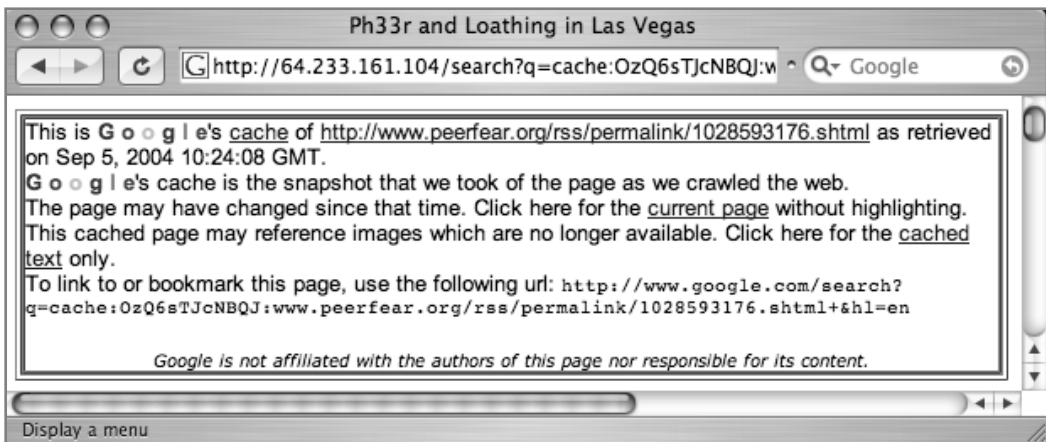 Ph33r and Loathing in Las Vegas
G http://64.233.161.104/search?q=cache:OzQ6sTJcNBQJ:w
Q Google
This is G o o g l e's cache of http://www.peerfear.org/rss/permalink/1028593176.shtml as retrieved
on Sep 5, 2004 10:24:08 GMT.
G o o g l e's cache is the snapshot that we took of the page as we crawled the web.
The page may have changed since that time. Click here for the current page without highlighting.
This cached page may reference images which are no longer available. Click here for the cached
text only.
To link to or bookmark this page, use the following url: http://www.google.com/search?
q=cache:OzQ6sTJcNBQJ:www.peerfear.org/rss/permalink/1028593176.shtml+&hl=en
Google is not affiliated with the authors of this page nor responsible for its content.
Display a menu